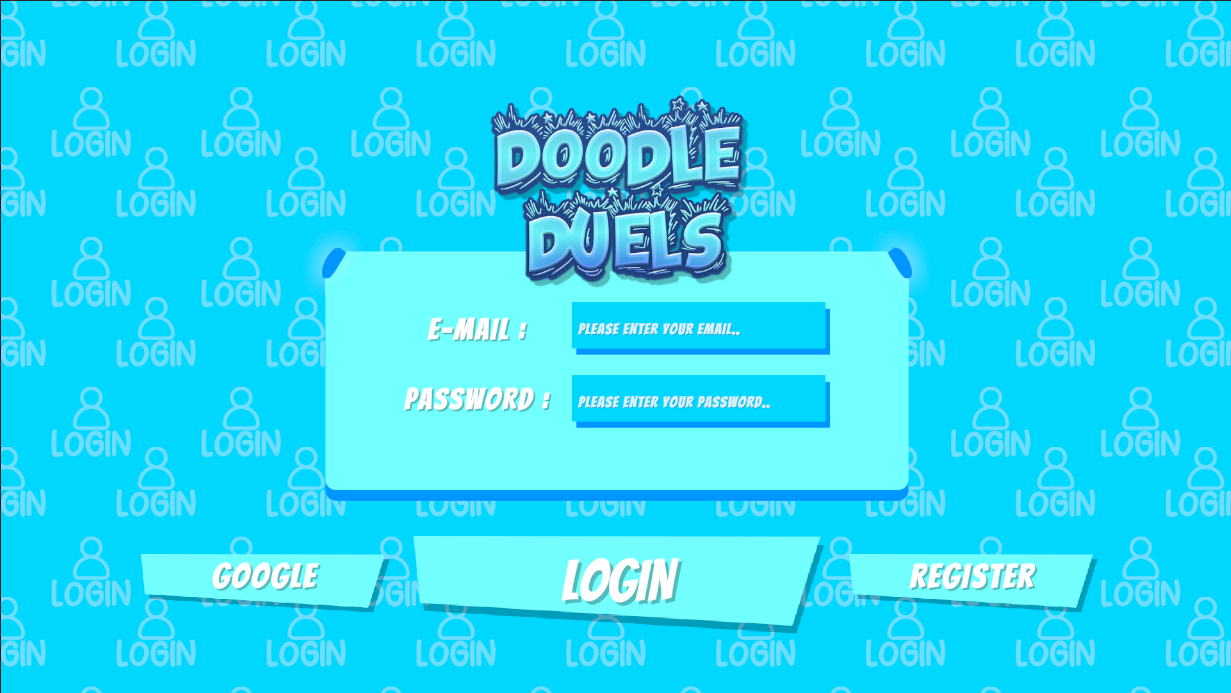 DOODLE
DUELS
E-MAIL :
PLEASE ENTER YOUR EMAIL..
PASSWORD :
PLEASE ENTER YOUR PASSWORD..
GOOGLE
LOGIN
REGISTER